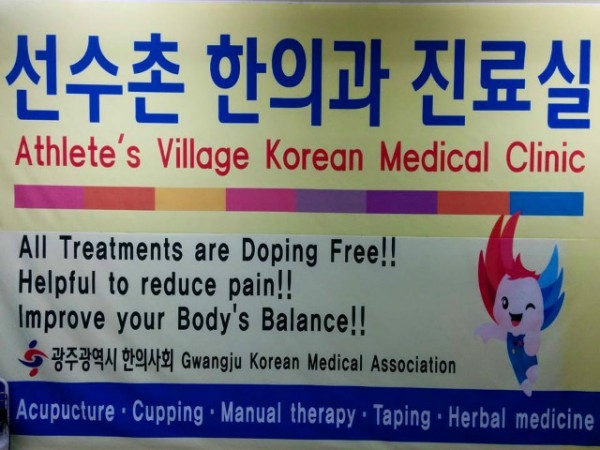 선수촌 한의과 진료실
Athlete's Village Korean Medical Clinic
All Treatments are Doping Free!!
Helpful to reduce pain!!
Improve your Body's Balance!!
광주광역시 한의사회 Gwangju Korean Medical Association
Acupucture · Cupping · Manual therapy · Taping · Herbal medicine